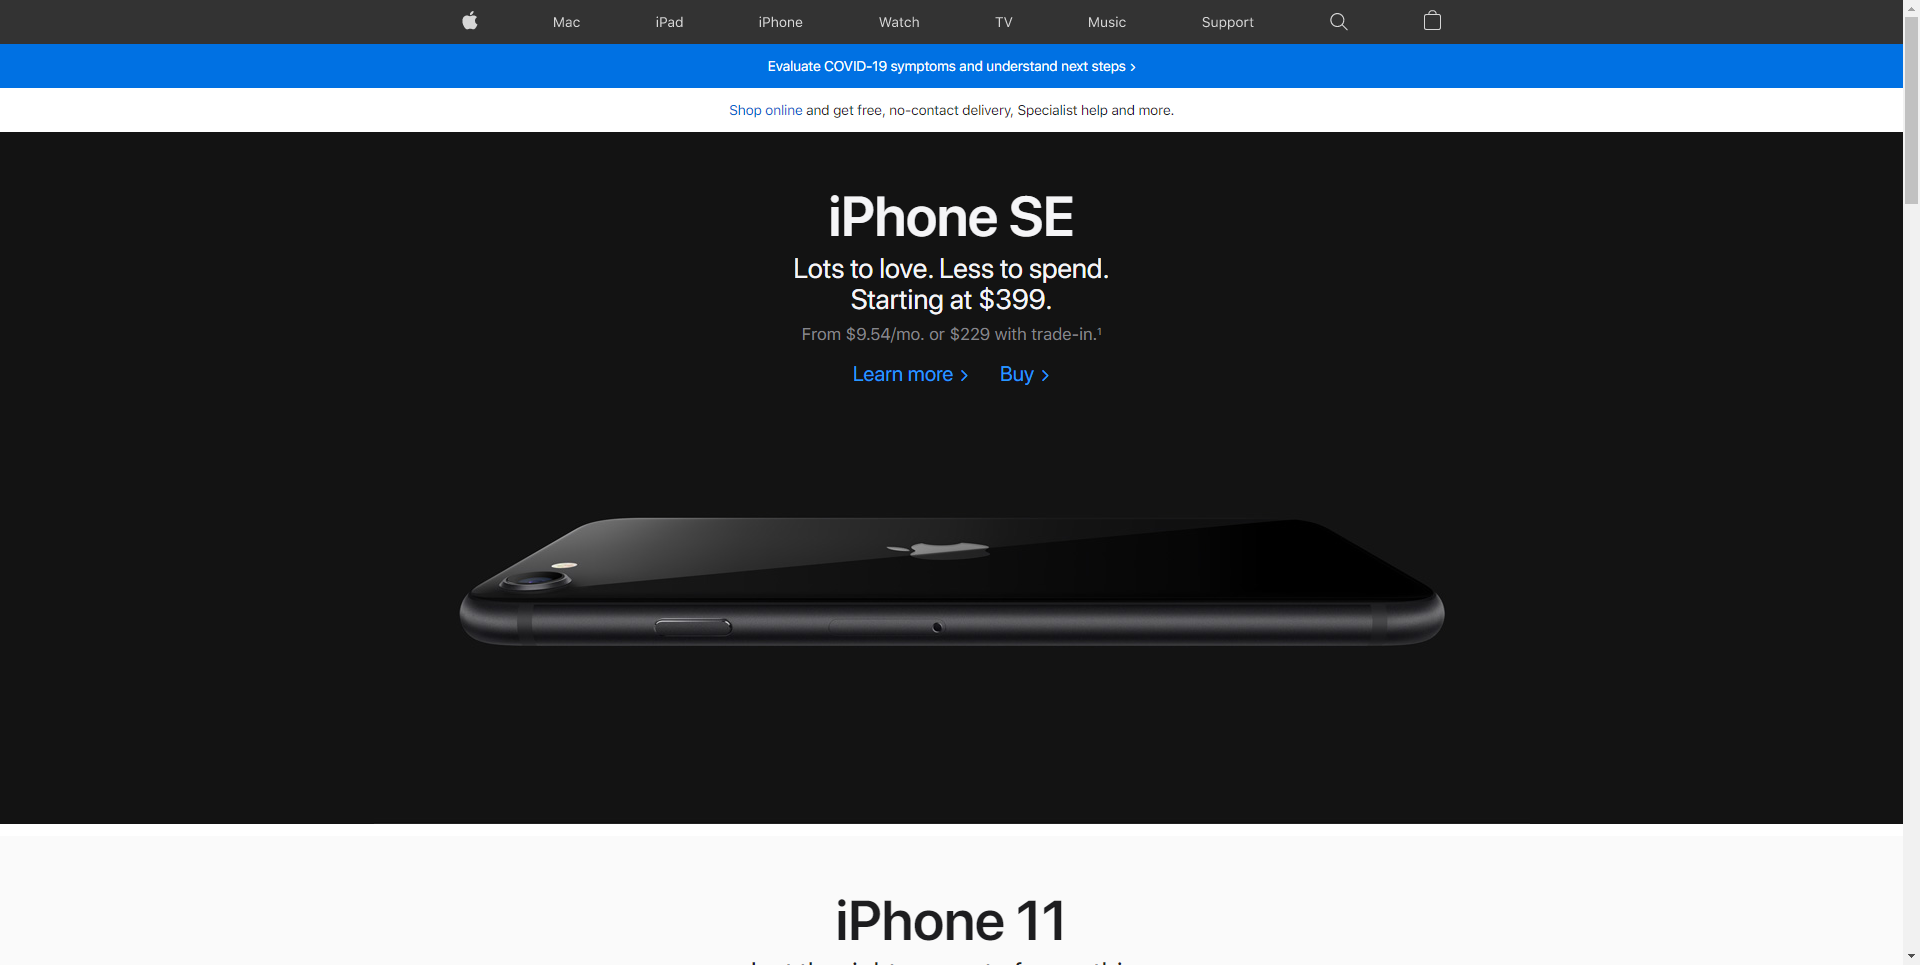 Mac iPad iPhone Watch TV Music Support
Evaluate COVID-19 symptoms and understand next steps >
Shop online and get free, no-contact delivery, Specialist help and more.
iPhone SE
Lots to love. Less to spend.
Starting at $399.
From $9.54/mo. or $229 with trade-in.¹
Learn more > Buy >
iPhone 11